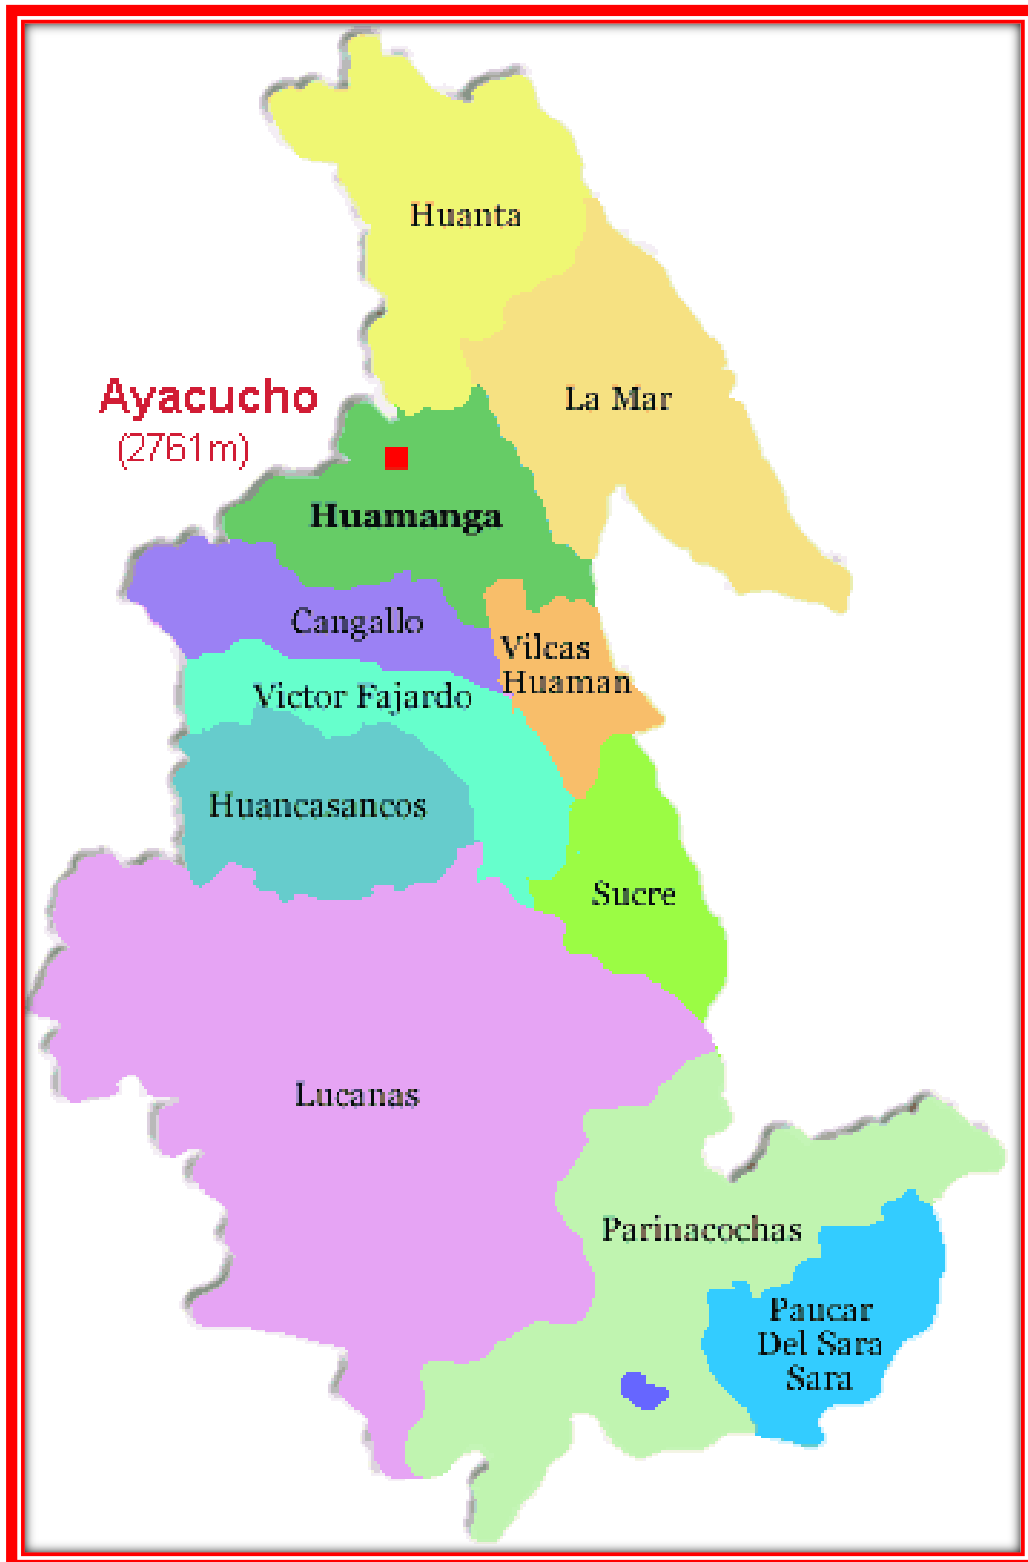 Huanta
Ayacucho
(2761m)
La Mar
Huamanga
Cangallo
Vilcas
Huaman
Victor Fajardo
Huancasancos
Sucre
Lucanas
Parinacochas
Paucar
Del Sara
Sara